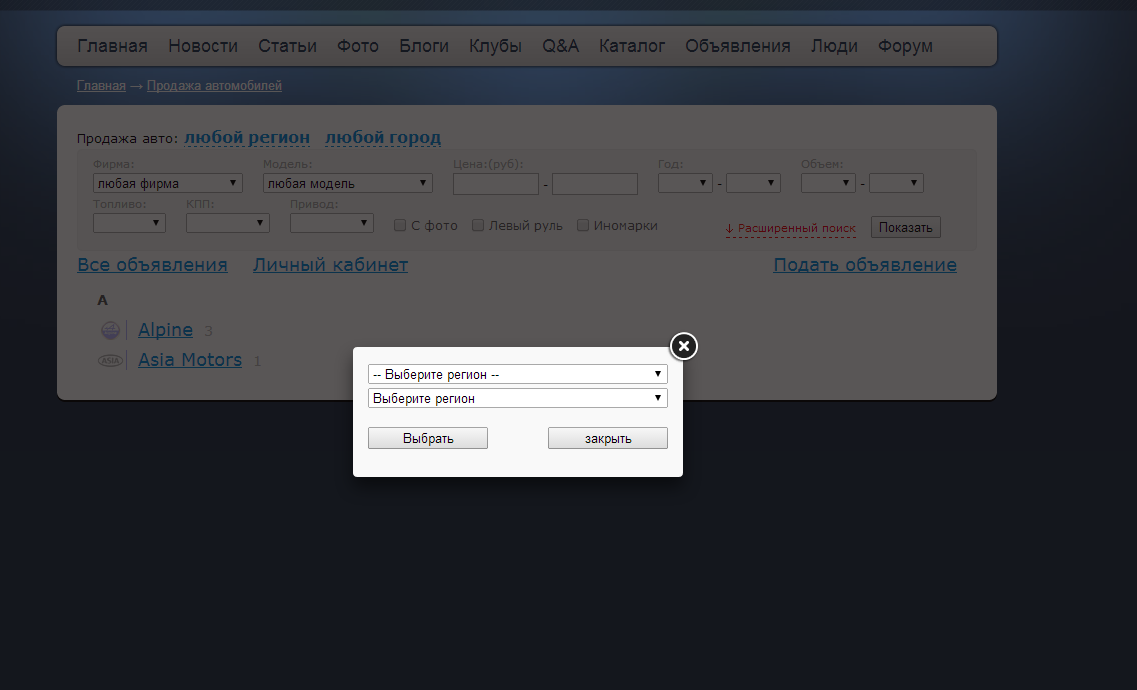 Главная Новости Статьи Фото Блоги Клубы Q&A Каталог Объявления Люди Форум
Главная → Продажа автомобилей
Продажа авто: любой регион любой город
Фирма: Модель: Цена:(руб): Год: Объем:
любая фирма любая модель - - -
Топливо: КПП: Привод:
С фото Левый руль Иномарки ↓ Расширенный поиск Показать
Все объявления Личный кабинет Подать объявление
А
Alpine 3
ASIA Asia Motors 1
-- Выберите регион --
Выберите регион
Выбрать закрыть